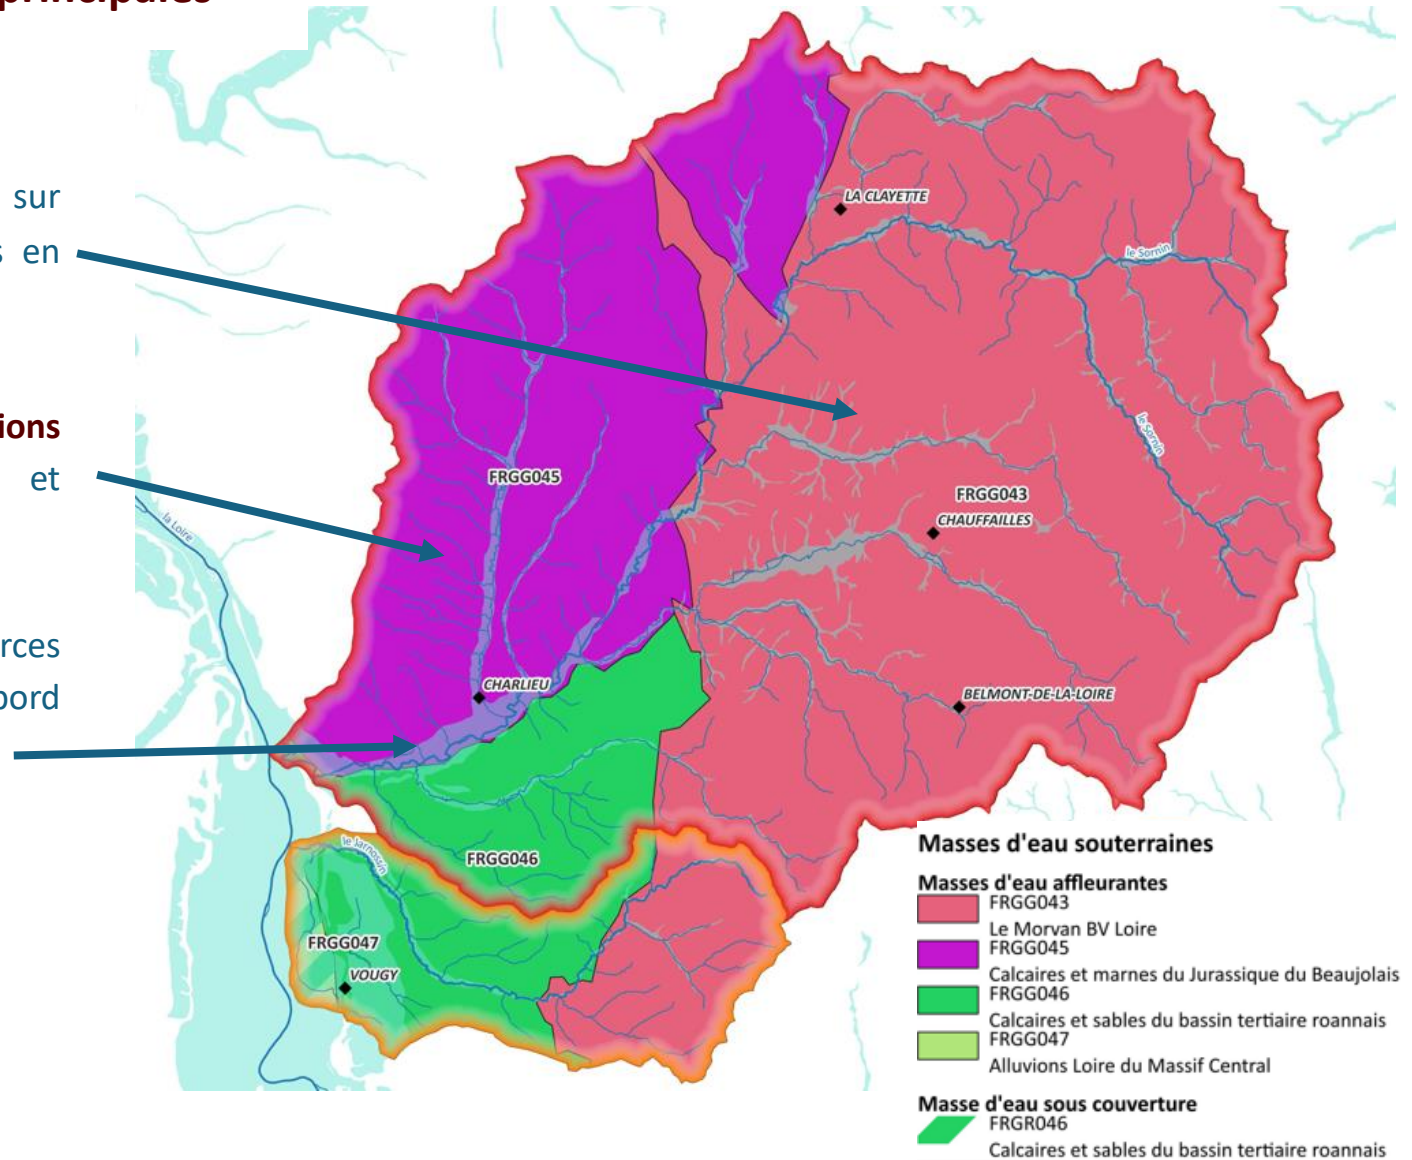 principales
sur
s en
ions
et
rces
bord
LA CLAYETTE
le Sornin
le Sornin
FRGG045
FRGG043
CHAUFFAILLES
la Loire
CHARLIEU
BELMONT-DE-LA-LOIRE
le Jarnossin
FRGG046
FRGG047
VOUGY
Masses d'eau souterraines
Masses d'eau affleurantes
FRGG043
Le Morvan BV Loire
FRGG045
Calcaires et marnes du Jurassique du Beaujolais
FRGG046
Calcaires et sables du bassin tertiaire roannais
FRGG047
Alluvions Loire du Massif Central
Masse d'eau sous couverture
FRGR046
Calcaires et sables du bassin tertiaire roannais